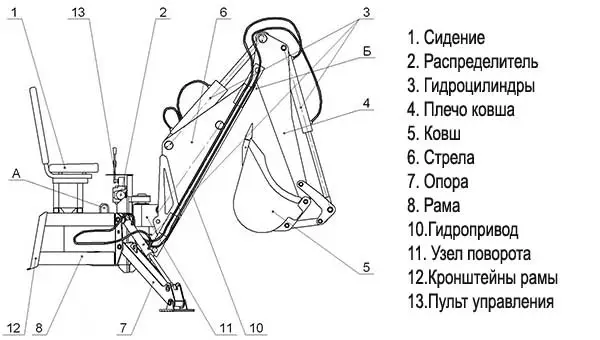 1 13 2 6 3
Б
4
А
5
12 8 7 11 10
1. Сидение
2. Распределитель
3. Гидроцилиндры
4. Плечо ковша
5. Ковш
6. Стрела
7. Опора
8. Рама
10.Гидропривод
11. Узел поворота
12.Кронштейны рамы
13.Пульт управления